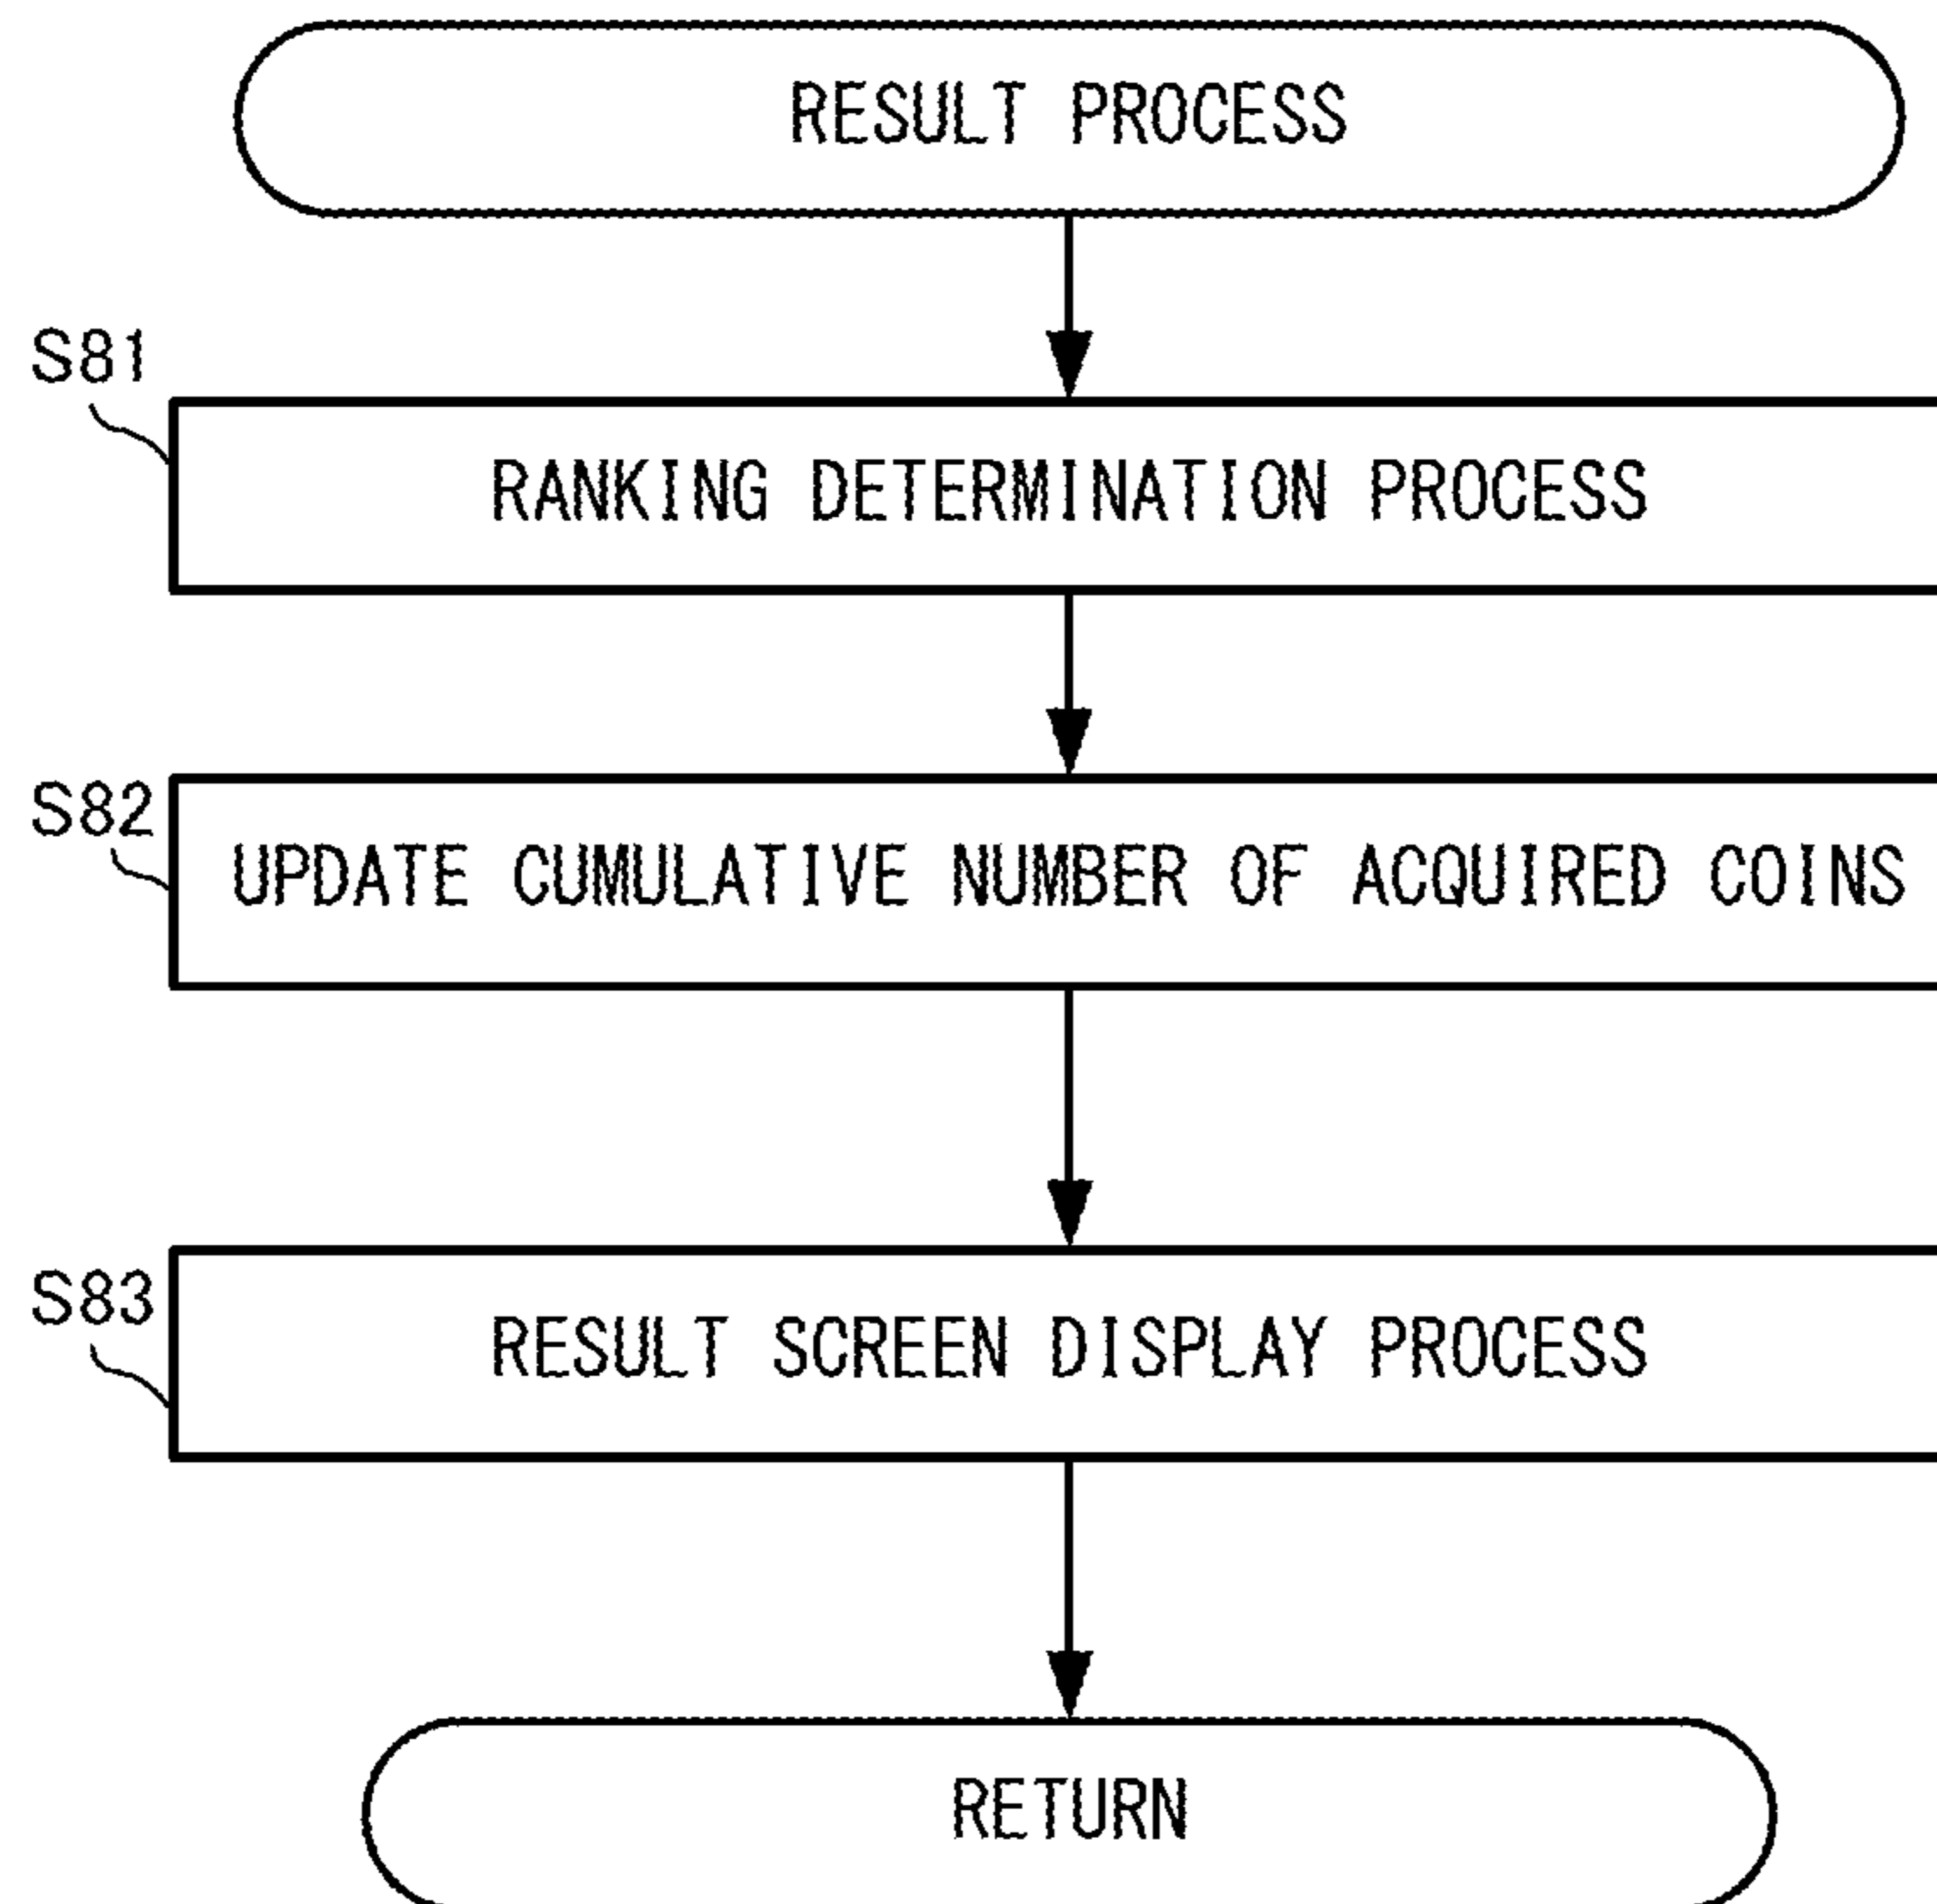 RESULT PROCESS
S81
RANKING DETERMINATION PROCESS
S82
UPDATE CUMULATIVE NUMBER OF ACQUIRED COINS
S83
RESULT SCREEN DISPLAY PROCESS
RETURN